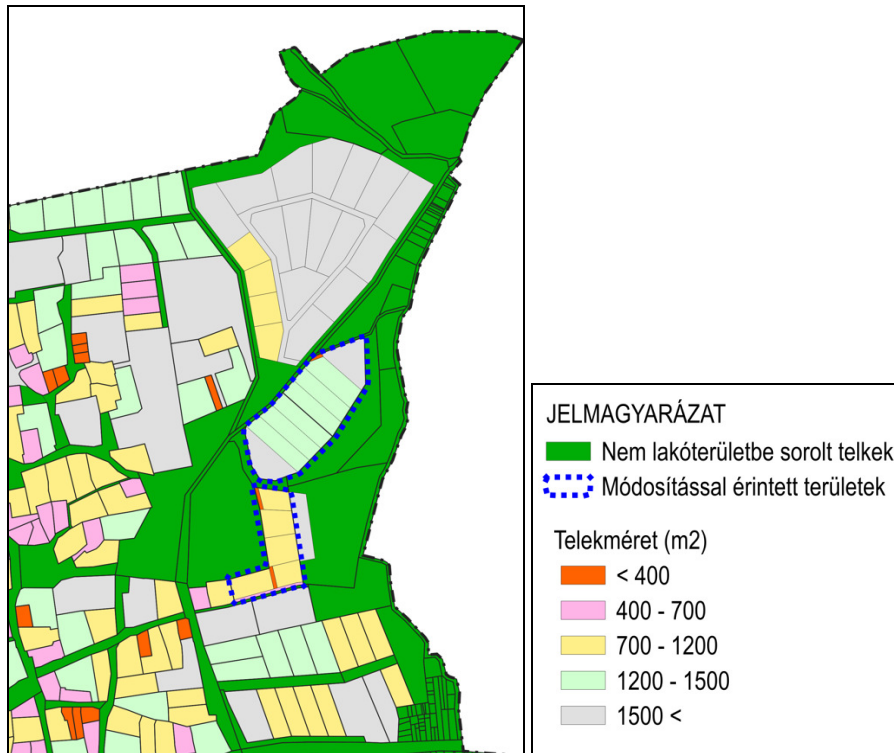 JELMAGYARÁZAT
Nem lakóterületbe sorolt telkek
Módosítással érintett területek
Telekméret (m2)
< 400
400 - 700
700 - 1200
1200 - 1500
1500 <